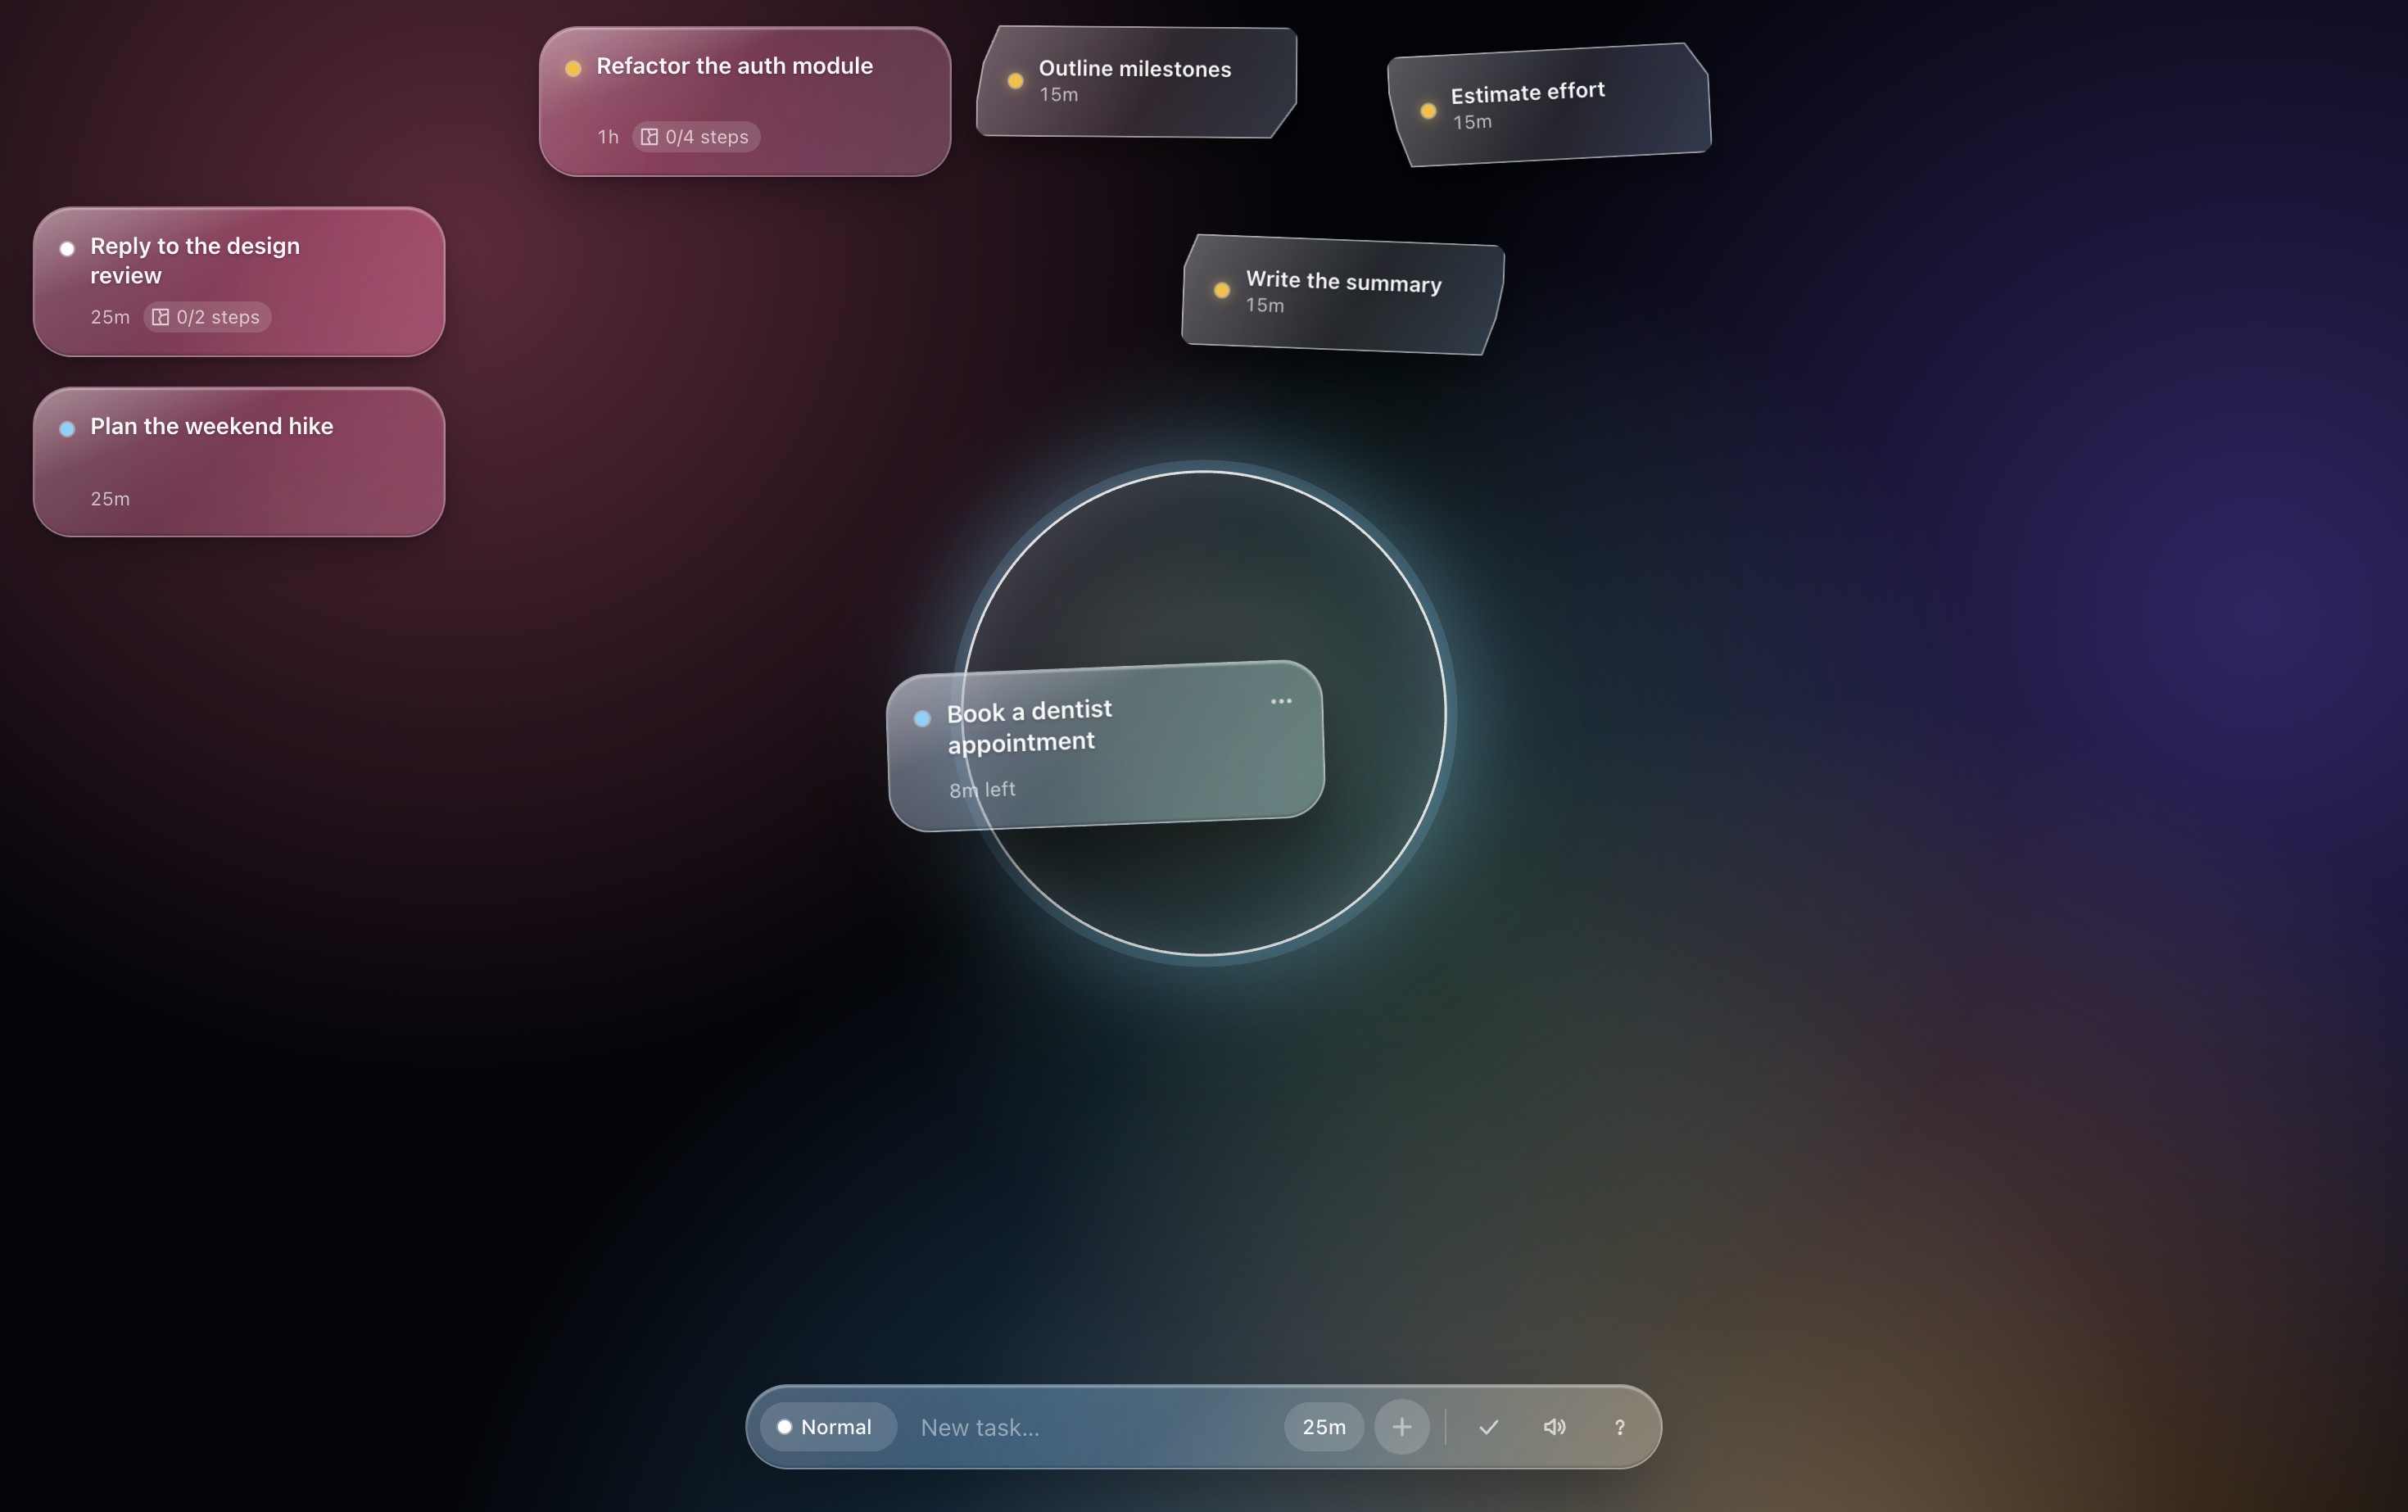 Refactor the auth module
1h 0/4 steps
Outline milestones
15m
Estimate effort
15m
Reply to the design
review
25m 0/2 steps
Write the summary
15m
Plan the weekend hike
25m
Book a dentist
appointment
8m left
Normal New task... 25m ?